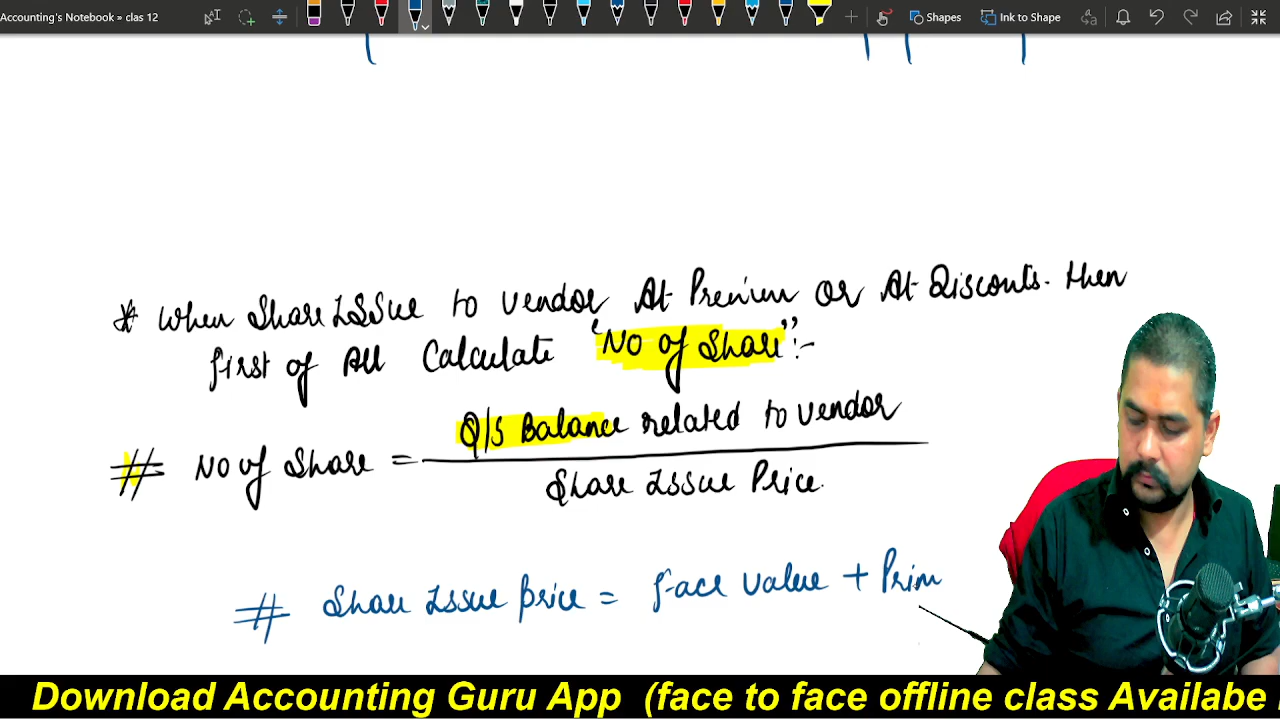 Accounting's Notebook » clas 12
Shapes
Ink to Shape
* When Share ISSue to vendor At Premium Or At Disconts. then
first of All Calculate "No of Share":-
# No of Share = Q/S Balance related to vendor
Share Issue Price.
# Share Issue price = face value + Prim
Download Accounting Guru App (face to face offline class Availabe